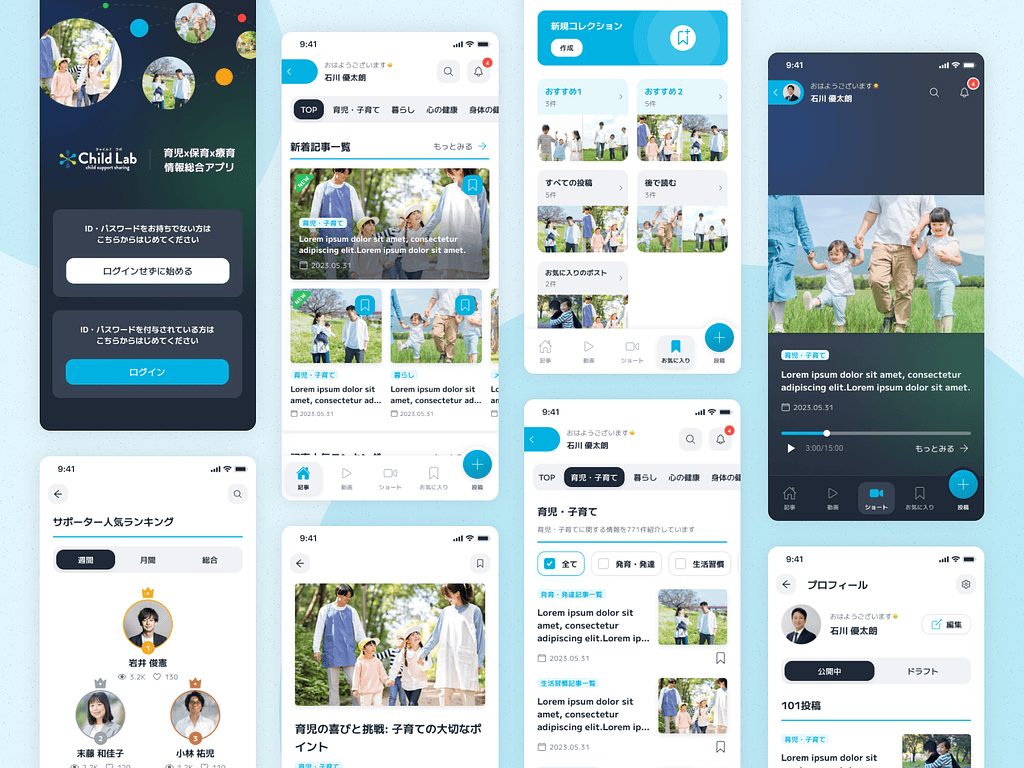 チャイルド ラボ
Child Lab
child support sharing
育児x保育x療育
情報総合アプリ
ID・パスワードをお持ちでない方は
こちらからはじめてください
ログインせずに始める
ID・パスワードを付与されている方は
こちらからはじめてください
ログイン
9:41
サポーター人気ランキング
週間
月間
総合
1
岩井 俊憲
3.2K
130
2
末藤 和佳子
3
小林 祐児
9:41
おはようございます
石川 優太朗
4
TOP
育児・子育て
暮らし
心の健康
身体の健
新着記事一覧
もっとみる
NEW
育児・子育て
Lorem ipsum dolor sit amet, consectetur
adipiscing elit.Lorem ipsum dolor sit amet.
2023.05.31
NEW
育児・子育て
Lorem ipsum dolor sit
amet, consectetur ad...
2023.05.31
暮らし
Lorem ipsum dolor sit
amet, consectetur ad...
2023.05.31
記事
動画
ショート
お気に入り
投稿
9:41
育児の喜びと挑戦: 子育ての大切なポ
イント
育児・子育て
新規コレクション
作成
おすすめ1
3件
おすすめ2
5件
すべての投稿
5件
後で読む
3件
お気に入りのポスト
2件
記事
動画
ショート
お気に入り
投稿
9:41
おはようございます
石川 優太朗
4
TOP
育児・子育て
暮らし
心の健康
身体の健
育児・子育て
育児・子育てに関する情報を771件紹介しています
全て
発育・発達
生活習慣
発育・発達記事一覧
Lorem ipsum dolor sit
amet, consectetur
adipiscing elit.Lorem ip...
2023.05.31
生活習慣記事一覧
Lorem ipsum dolor sit
amet, consectetur
adipiscing elit.Lorem ip...
2023.05.31
9:41
おはようございます
石川 優太朗
4
育児・子育て
Lorem ipsum dolor sit amet, consectetur
adipiscing elit.Lorem ipsum dolor sit amet.
2023.05.31
3:00/15:00
もっとみる
記事
動画
ショート
お気に入り
投稿
9:41
プロフィール
おはようございます
石川 優太朗
編集
公開中
ドラフト
101投稿
育児・子育て
Lorem ipsum dolor sit